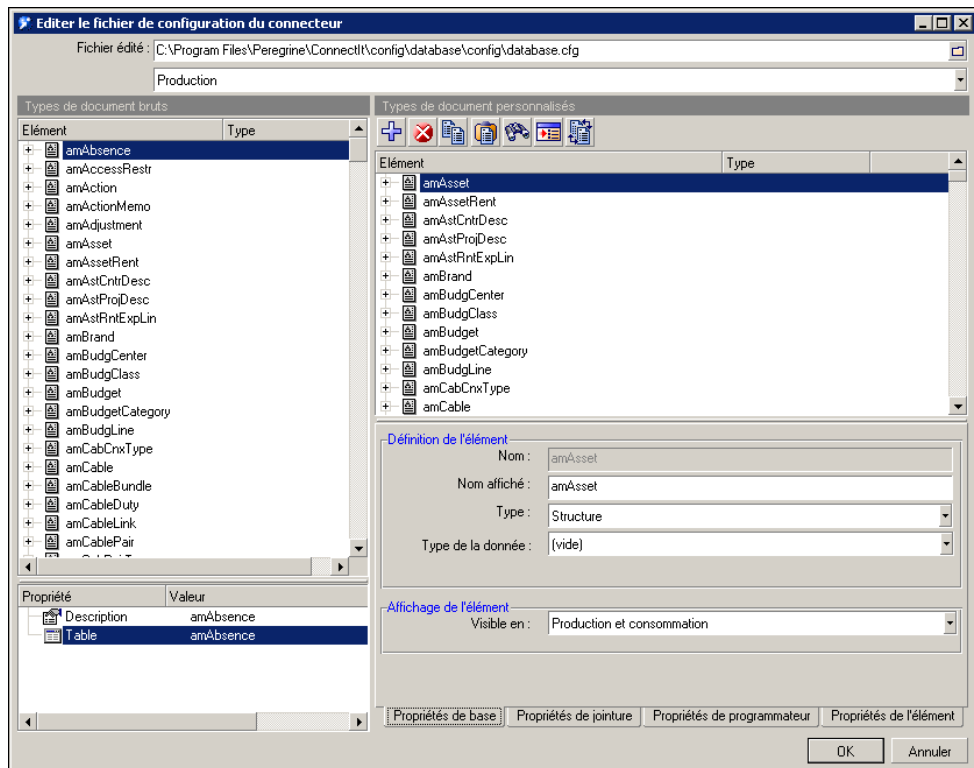 Editer le fichier de configuration du connecteur
Fichier édité : C:\Program Files\Peregrine\ConnectIt\config\database\config\database.cfg
Production
Types de document bruts
Elément Type
amAbsence
amAccessRestr
amAction
amActionMemo
amAdjustment
amAsset
amAssetRent
amAstCntrDesc
amAstProjDesc
amAstRntExpLin
amBrand
amBudgCenter
amBudgClass
amBudget
amBudgetCategory
amBudgLine
amCabCnxType
amCable
amCableBundle
amCableDuty
amCableLink
amCablePair
Propriété Valeur
Description amAbsence
Table amAbsence
Types de document personnalisés
Elément Type
amAsset
amAssetRent
amAstCntrDesc
amAstProjDesc
amAstRntExpLin
amBrand
amBudgCenter
amBudgClass
amBudget
amBudgetCategory
amBudgLine
amCabCnxType
amCable
Définition de l'élément
Nom : amAsset
Nom affiché : amAsset
Type : Structure
Type de la donnée : (vide)
Affichage de l'élément
Visible en : Production et consommation
Propriétés de base Propriétés de jointure Propriétés de programmateur Propriétés de l'élément
OK Annuler